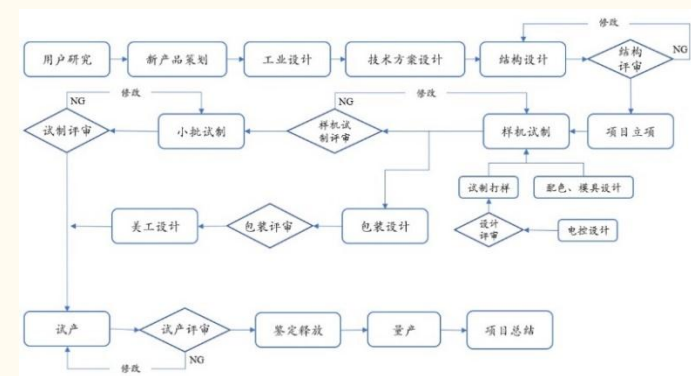 修改
用户研究
新产品策划
工业设计
技术方案设计
结构设计
结构
评审
NG
NG
修改
NG
修改
试制评审
小批试制
样机试
制评审
样机试制
项目立项
试制打样
配色、模具设计
美工设计
包装评审
包装设计
设计
评审
电控设计
试产
试产评审
鉴定释放
量产
项目总结
修改
NG